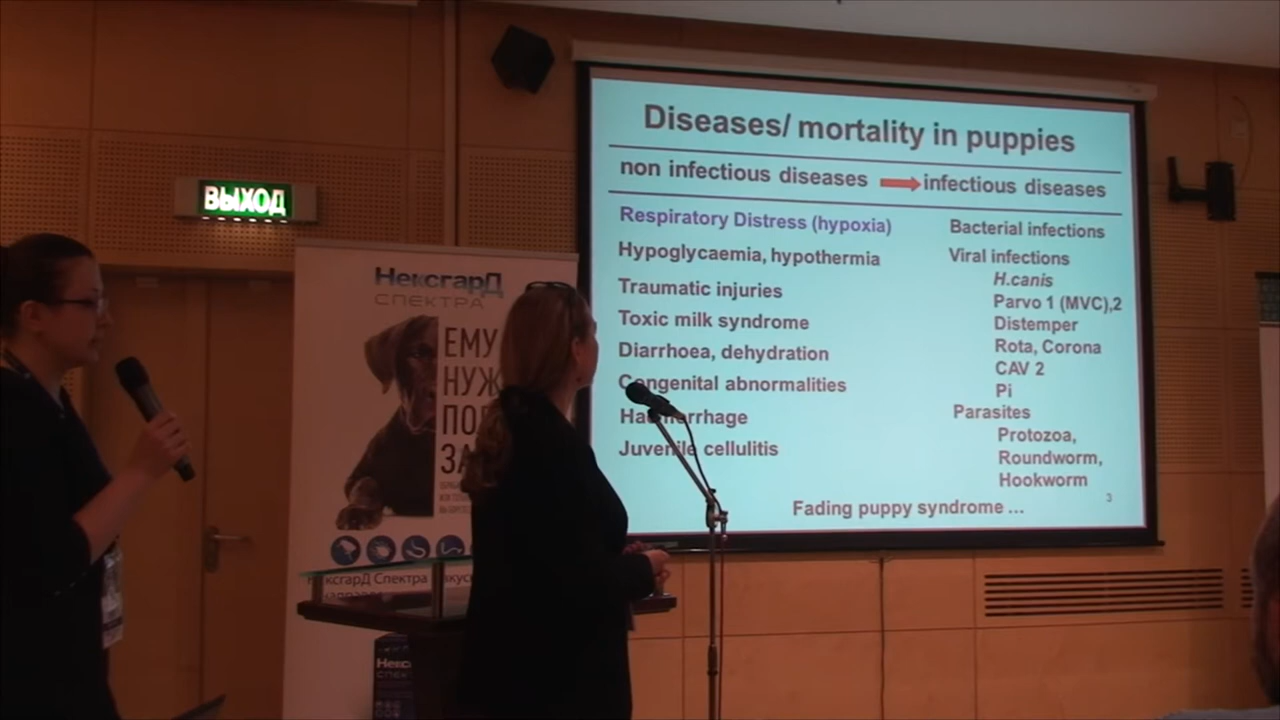 ВЫХОД
НексгарД
СПЕКТРА
ЕМУ
НУЖ
ПО
ЗА
НексгарД Спектра
Diseases/ mortality in puppies
non infectious diseases
infectious diseases
Respiratory Distress (hypoxia)
Hypoglycaemia, hypothermia
Traumatic injuries
Toxic milk syndrome
Diarrhoea, dehydration
Congenital abnormalities
Haemorrhage
Juvenile cellulitis
Bacterial infections
Viral infections
H.canis
Parvo 1 (MVC),2
Distemper
Rota, Corona
CAV 2
Pi
Parasites
Protozoa,
Roundworm,
Hookworm
Fading puppy syndrome ...
3